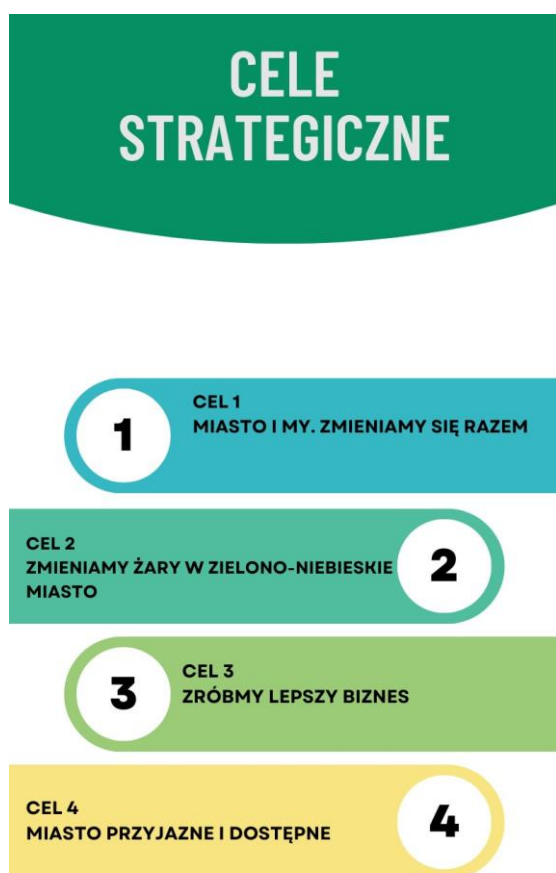 CELE
STRATEGICZNE
1
CEL 1
MIASTO I MY. ZMIENIAMY SIĘ RAZEM
CEL 2
ZMIENIAMY ŻARY W ZIELONO-NIEBIESKIE
MIASTO
2
3
CEL 3
ZRÓBMY LEPSZY BIZNES
CEL 4
MIASTO PRZYJAZNE I DOSTĘPNE
4